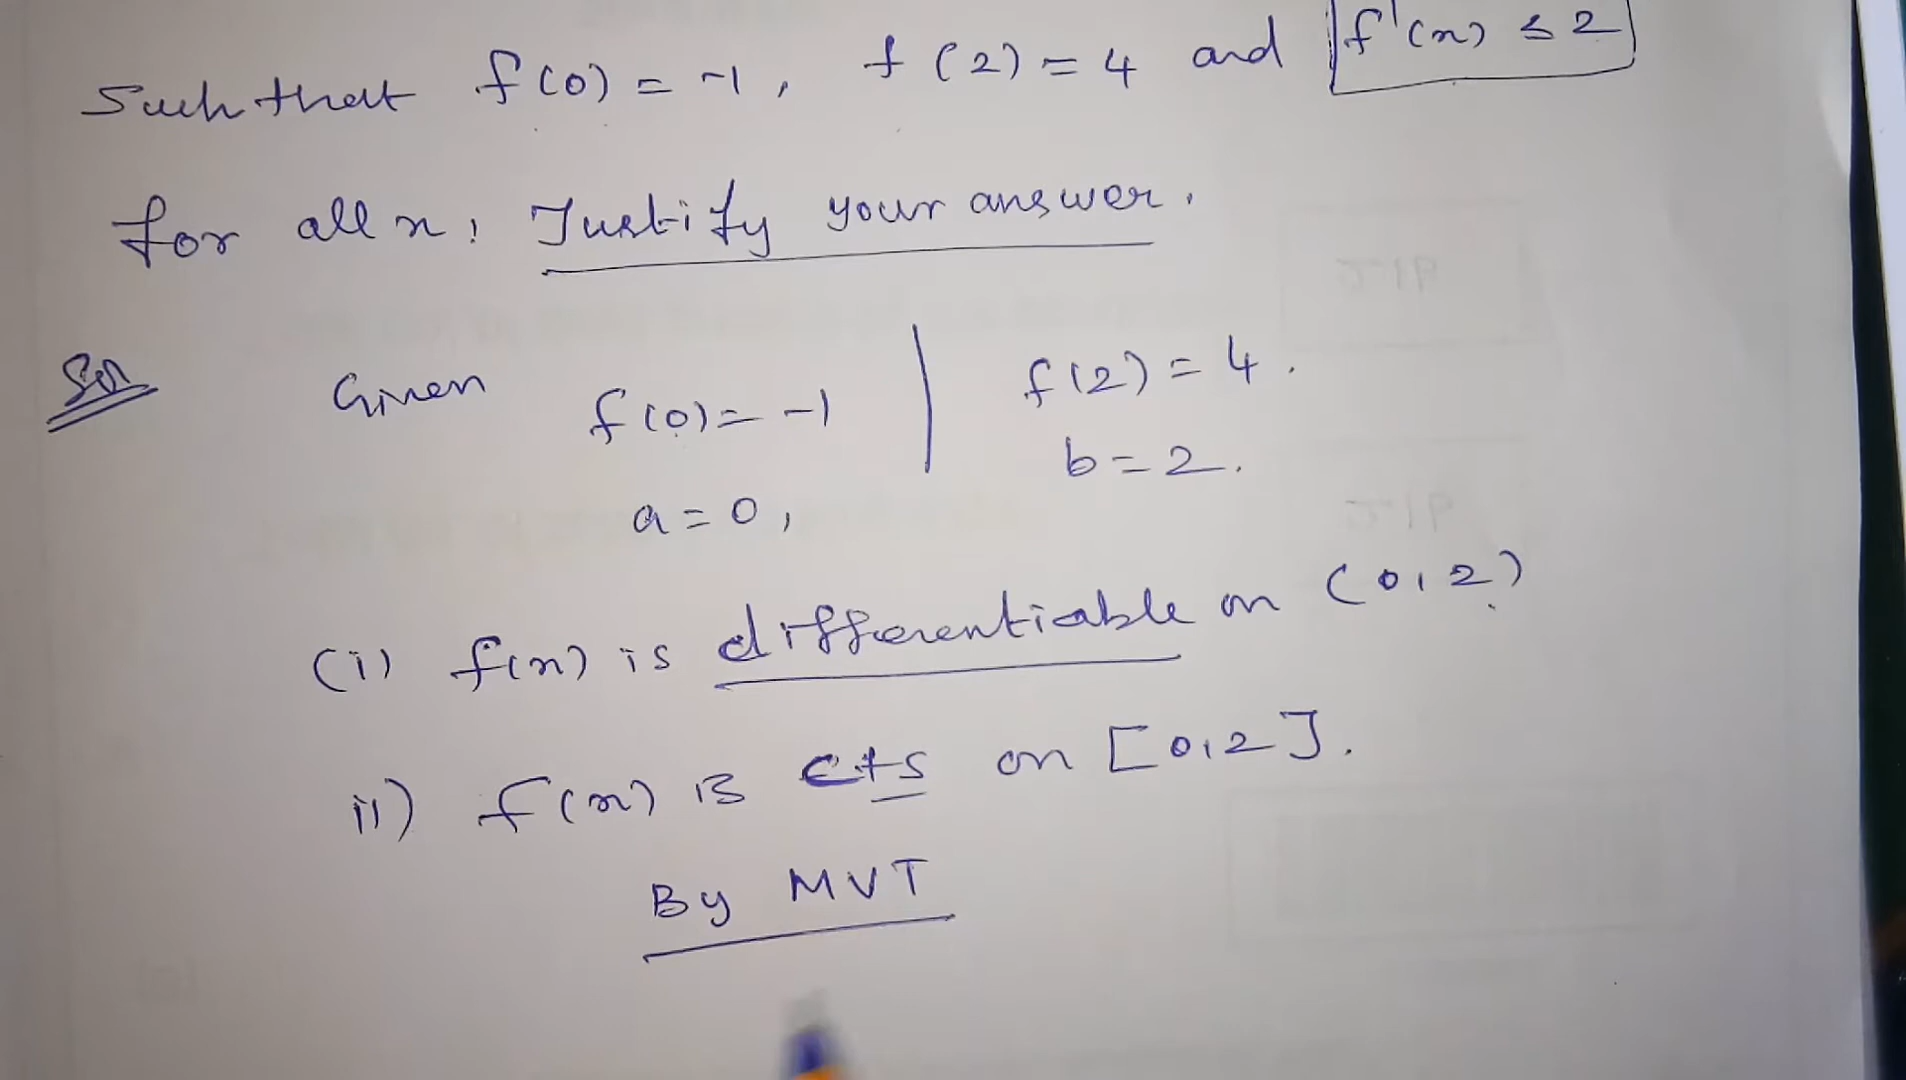 Such that f(0) = -1, f(2) = 4 and f'(x) ≤ 2
for all x. Justify your answer.
Sol
Given f(0) = -1 | f(2) = 4.
a = 0, b = 2.
(i) f(x) is differentiable on (0,2)
ii) f(x) is cts on [0,2].
By MVT